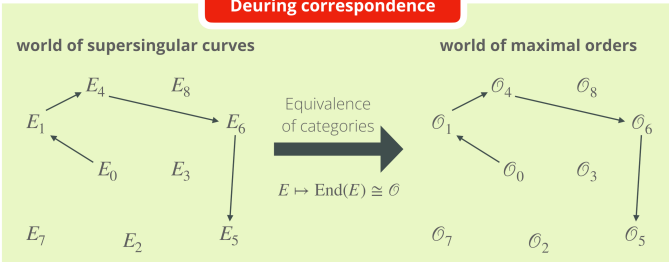 Deuring correspondence
world of supersingular curves
world of maximal orders
E₄ E₈
𝒪₄ 𝒪₈
Equivalence
of categories
E₁ E₆
𝒪₁ 𝒪₆
E₀ E₃
𝒪₀ 𝒪₃
E ↦ End(E) ≅ 𝒪
E₇ E₂ E₅
𝒪₇ 𝒪₂ 𝒪₅